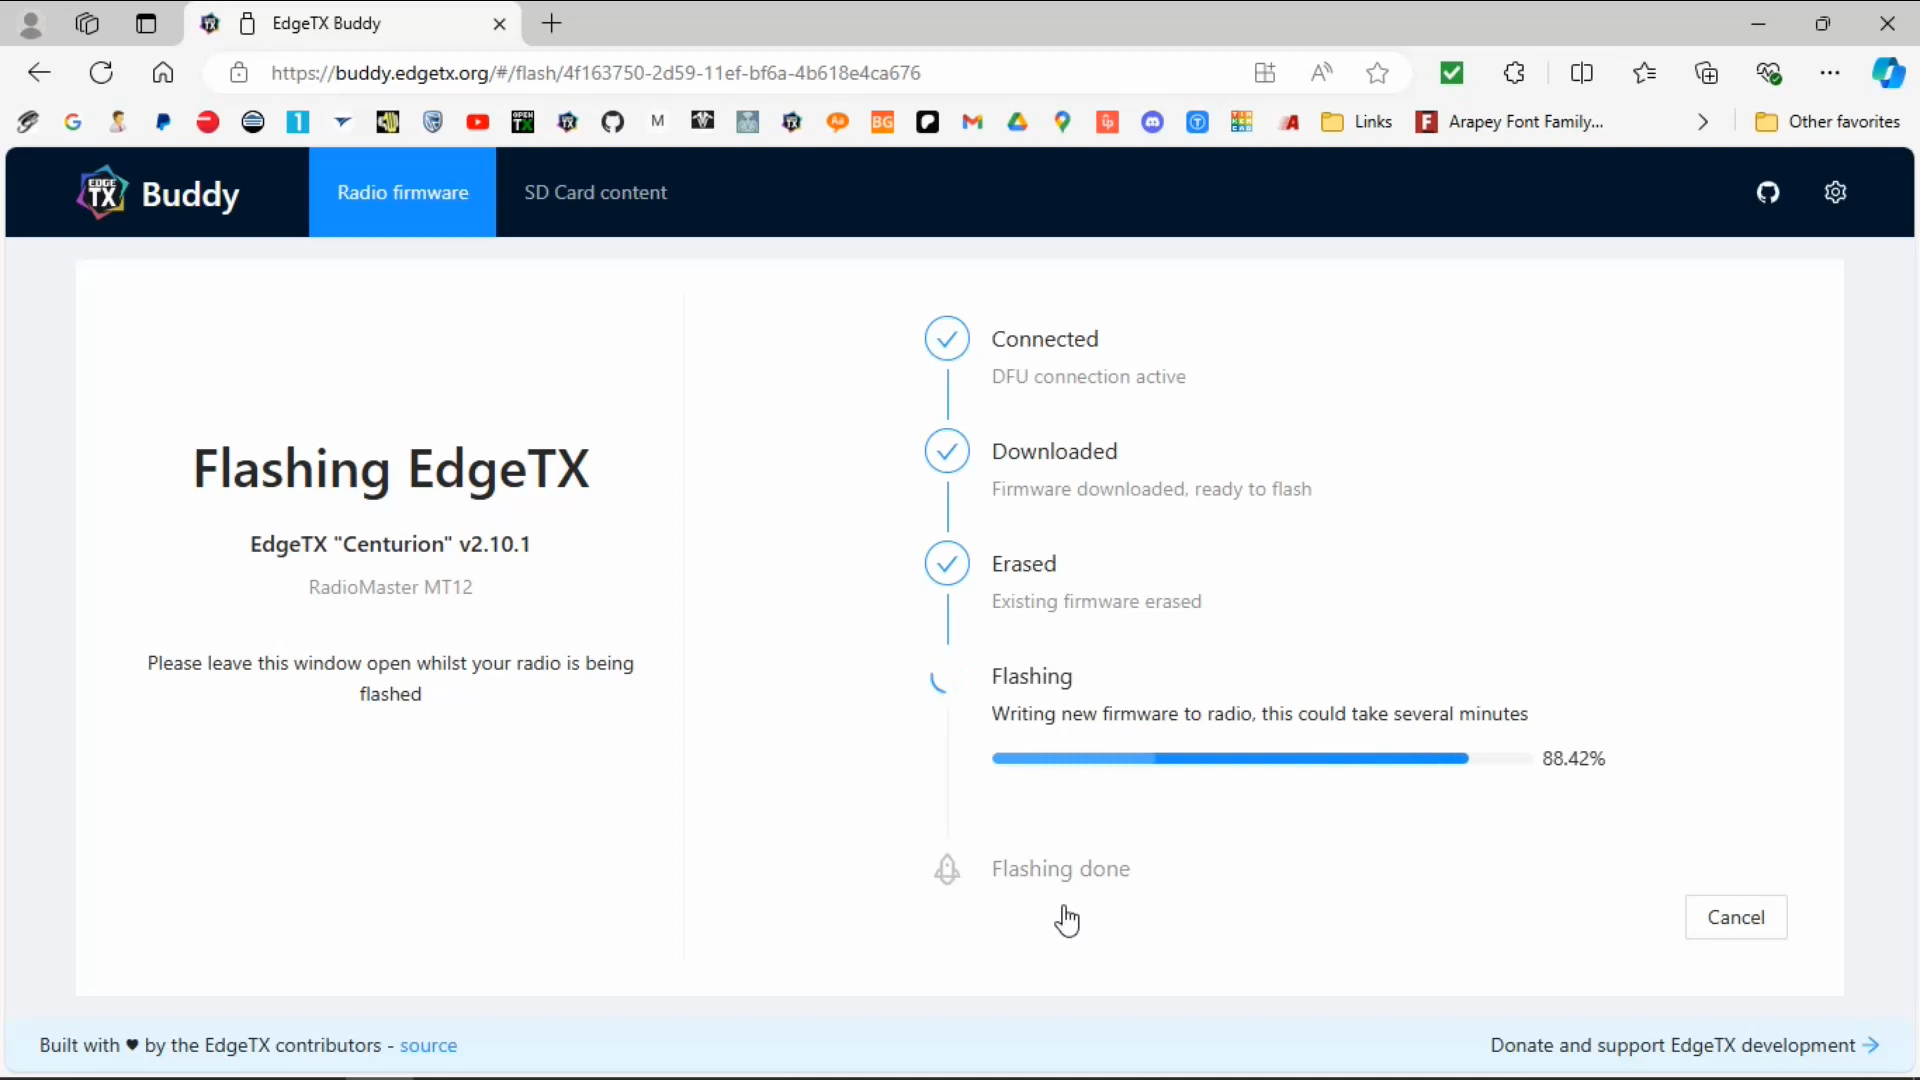 EdgeTX Buddy
https://buddy.edgetx.org/#/flash/4f163750-2d59-11ef-bf6a-4b618e4ca676
Links
Arapey Font Family...
Other favorites
EDGE TX
Buddy
Radio firmware
SD Card content
Flashing EdgeTX
EdgeTX "Centurion" v2.10.1
RadioMaster MT12
Please leave this window open whilst your radio is being
flashed
Connected
DFU connection active
Downloaded
Firmware downloaded, ready to flash
Erased
Existing firmware erased
Flashing
Writing new firmware to radio, this could take several minutes
88.42%
Flashing done
Cancel
Built with ♥ by the EdgeTX contributors - source
Donate and support EdgeTX development →